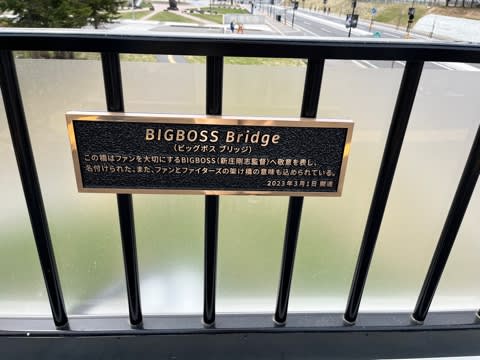 BIGBOSS Bridge
(ビッグボス ブリッジ)
この橋はファンを大切にするBIGBOSS(新庄剛志監督)へ敬意を表し、
名付けられた。また、ファンとファイターズの架け橋の意味も込められている。
2023年3月1日 開通